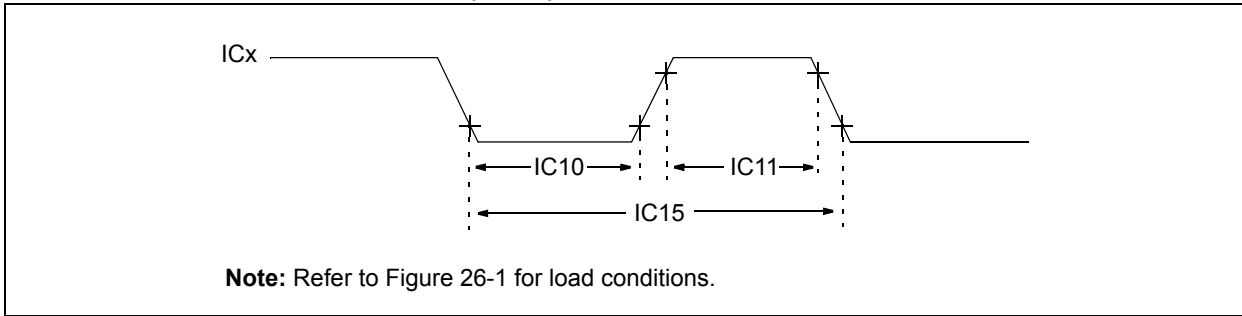 ICx
IC10
IC11
IC15
Note: Refer to Figure 26-1 for load conditions.